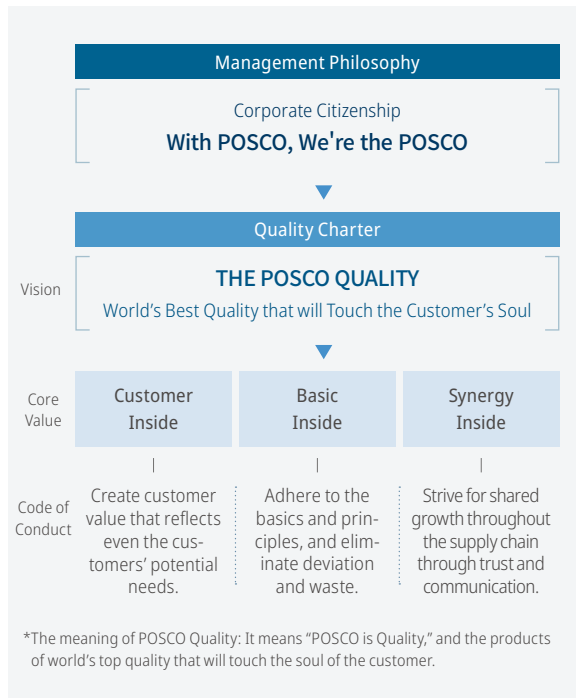 Management Philosophy
Corporate Citizenship
With POSCO, We're the POSCO
Quality Charter
Vision
THE POSCO QUALITY
World's Best Quality that will Touch the Customer's Soul
Core
Value
Customer
Inside
Basic
Inside
Synergy
Inside
Code of
Conduct
Create customer
value that reflects
even the cus-
tomers' potential
needs.
Adhere to the
basics and prin-
ciples, and elim-
inate deviation
and waste.
Strive for shared
growth throughout
the supply chain
through trust and
communication.
*The meaning of POSCO Quality: It means “POSCO is Quality,” and the products
of world's top quality that will touch the soul of the customer.